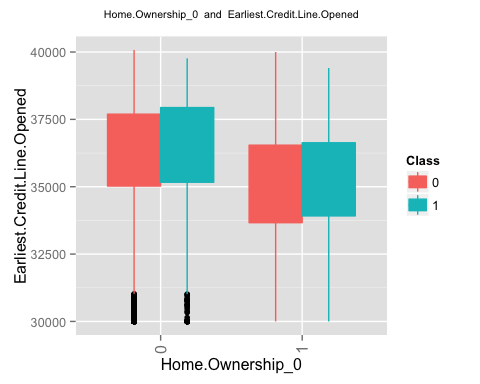 Home.Ownership_0 and Earliest.Credit.Line.Opened
40000
37500
35000
32500
30000
Earliest.Credit.Line.Opened
0
1
Home.Ownership_0
Class
0
1